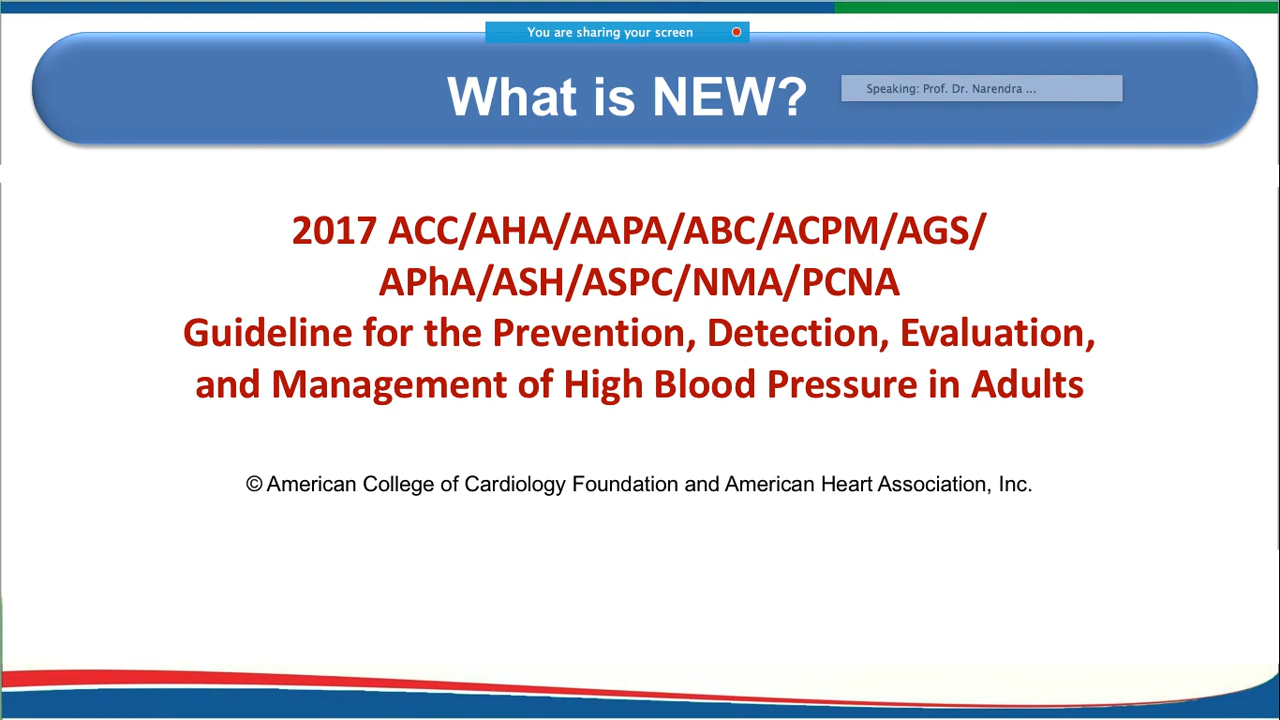 You are sharing your screen
What is NEW?
Speaking: Prof. Dr. Narendra ...
2017 ACC/AHA/AAPA/ABC/ACPM/AGS/
APhA/ASH/ASPC/NMA/PCNA
Guideline for the Prevention, Detection, Evaluation,
and Management of High Blood Pressure in Adults
© American College of Cardiology Foundation and American Heart Association, Inc.